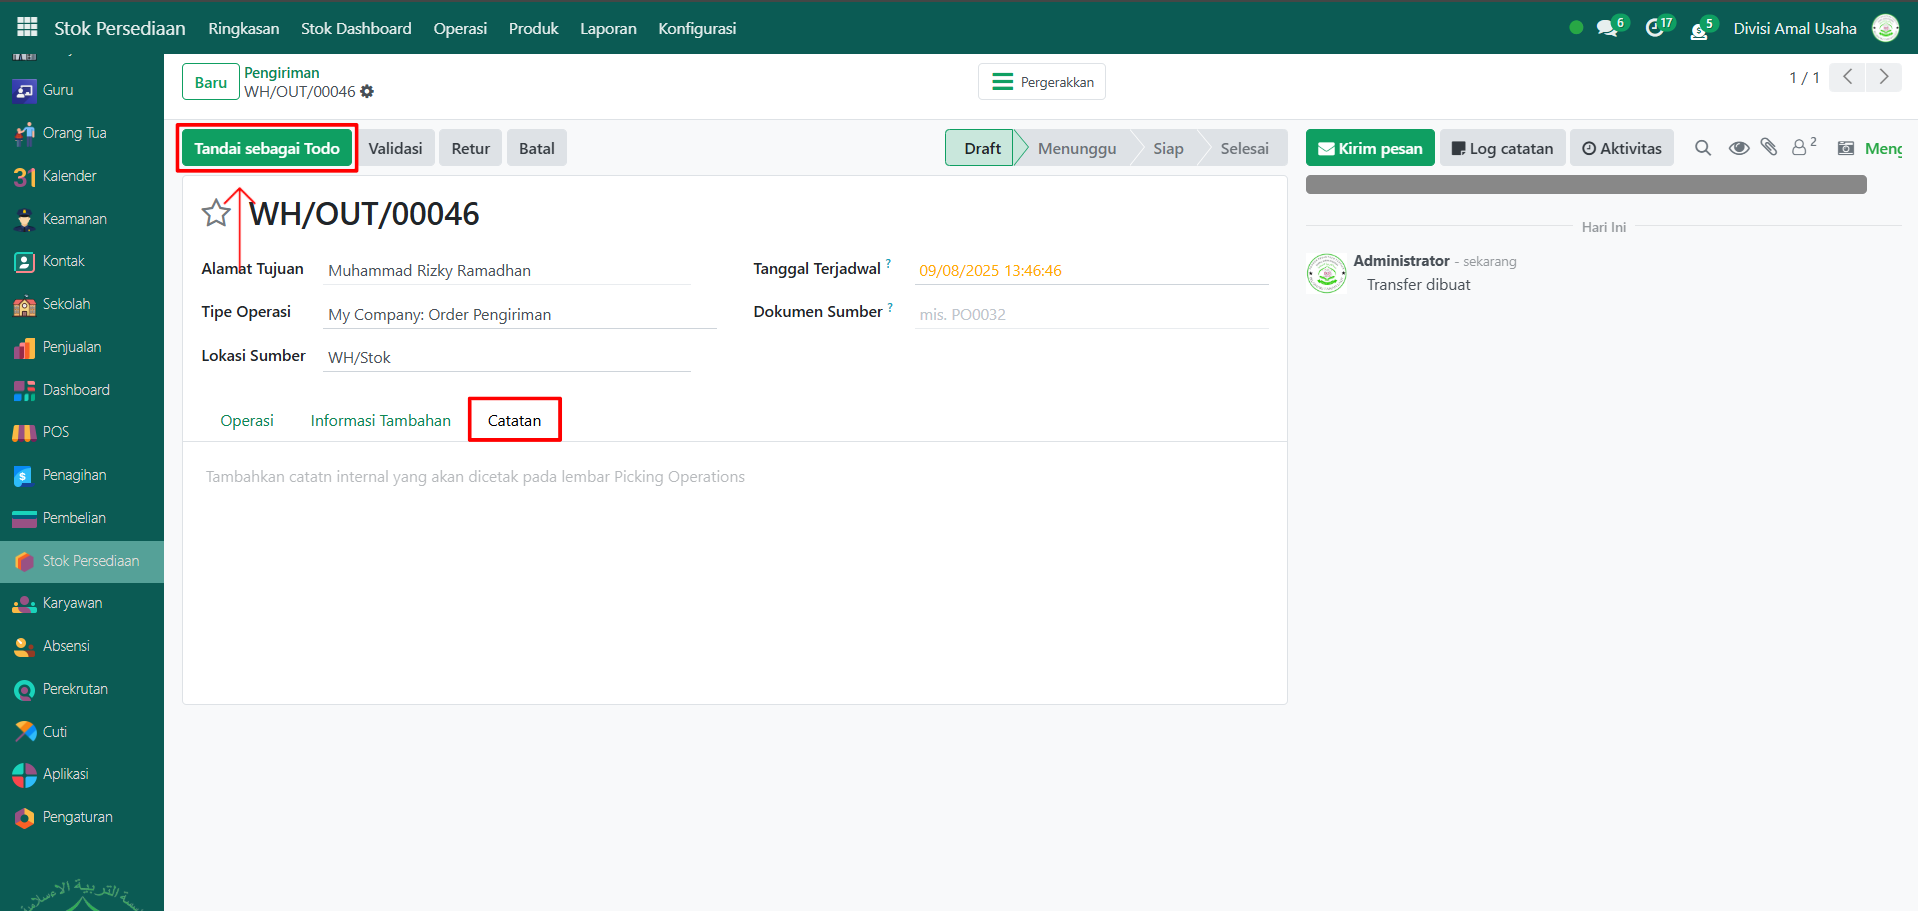 Stok Persediaan Ringkasan Stok Dashboard Operasi Produk Laporan Konfigurasi 6 17 5 Divisi Amal Usaha
Guru
Orang Tua
31 Kalender
Keamanan
Kontak
Sekolah
Penjualan
Dashboard
POS
$ Penagihan
Pembelian
Stok Persediaan
Karyawan
Absensi
Perekrutan
Cuti
Aplikasi
Pengaturan
Baru
Pengiriman
WH/OUT/00046
Pergerakkan
1 / 1
Tandai sebagai Todo Validasi Retur Batal
Draft Menunggu Siap Selesai
WH/OUT/00046
Alamat Tujuan Muhammad Rizky Ramadhan
Tipe Operasi My Company: Order Pengiriman
Lokasi Sumber WH/Stok
Tanggal Terjadwal ? 09/08/2025 13:46:46
Dokumen Sumber ? mis. PO0032
Operasi Informasi Tambahan Catatan
Tambahkan catatn internal yang akan dicetak pada lembar Picking Operations
Kirim pesan Log catatan Aktivitas 2 Meng
Hari Ini
Administrator - sekarang
Transfer dibuat